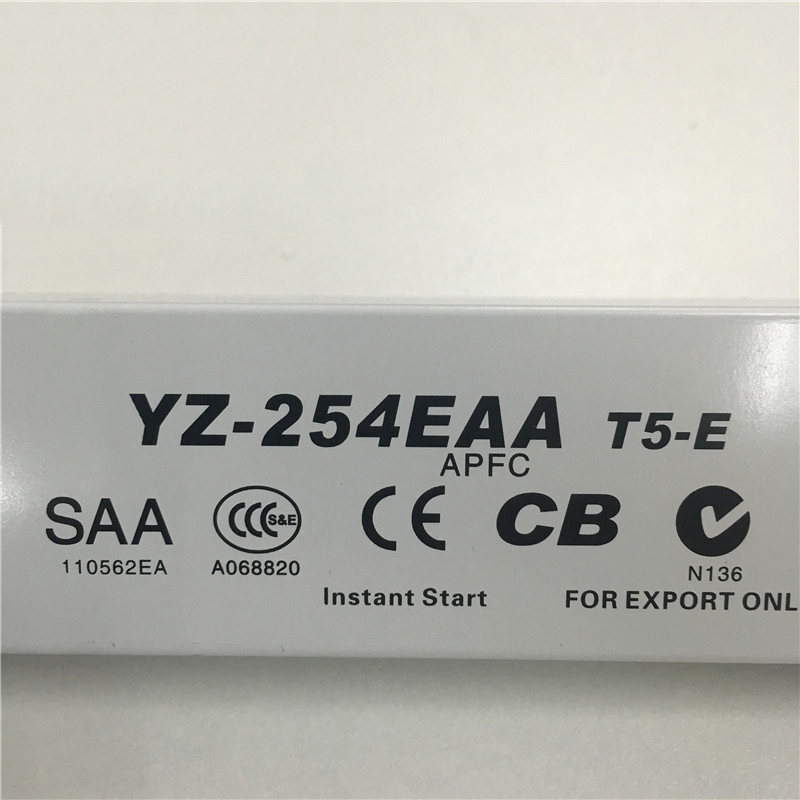 YZ-254EAA T5-E
APFC
SAA CCC S&E CE CB
110562EA A068820 N136
Instant Start FOR EXPORT ONL